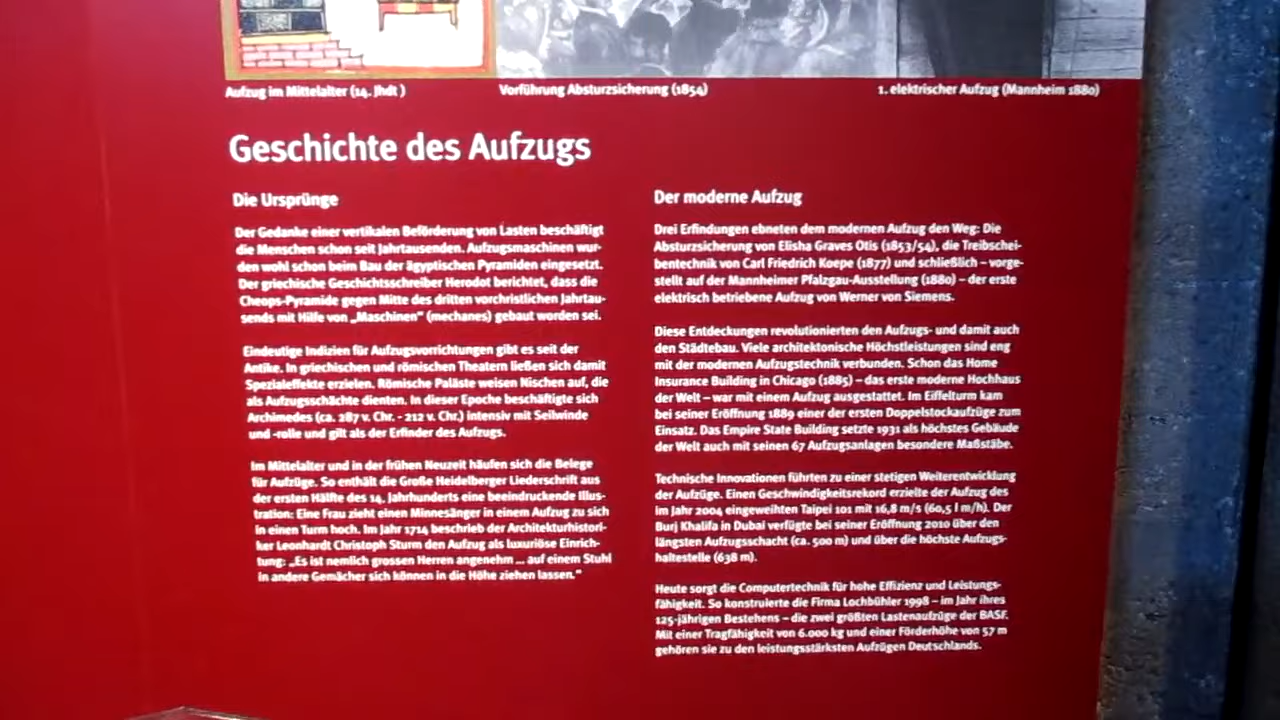 Aufzug im Mittelalter (14. Jhdt )
Vorführung Absturzsicherung (1854)
1. elektrischer Aufzug (Mannheim 1880)
Geschichte des Aufzugs
Die Ursprünge
Der Gedanke einer vertikalen Beförderung von Lasten beschäftigt
die Menschen schon seit Jahrtausenden. Aufzugsmaschinen wur-
den wohl schon beim Bau der ägyptischen Pyramiden eingesetzt.
Der griechische Geschichtsschreiber Herodot berichtet, dass die
Cheops-Pyramide gegen Mitte des dritten vorchristlichen Jahrtau-
sends mit Hilfe von „Maschinen" (mechanes) gebaut worden sei.
Eindeutige Indizien für Aufzugsvorrichtungen gibt es seit der
Antike. In griechischen und römischen Theatern ließen sich damit
Spezialeffekte erzielen. Römische Paläste weisen Nischen auf, die
als Aufzugsschächte dienten. In dieser Epoche beschäftigte sich
Archimedes (ca. 287 v. Chr. - 212 v. Chr.) intensiv mit Seilwinde
und -rolle und gilt als der Erfinder des Aufzugs.
Im Mittelalter und in der frühen Neuzeit häufen sich die Belege
für Aufzüge. So enthält die Große Heidelberger Liederschrift aus
der ersten Hälfte des 14. Jahrhunderts eine beeindruckende Illus-
tration: Eine Frau zieht einen Minnesänger in einem Aufzug zu sich
in einen Turm hoch. Im Jahr 1714 beschrieb der Architekturhistori-
ker Leonhardt Christoph Sturm den Aufzug als luxuriöse Einrich-
tung: „Es ist nemlich grossen Herren angenehm ... auf einem Stuhl
in andere Gemächer sich können in die Höhe ziehen lassen."
Der moderne Aufzug
Drei Erfindungen ebneten dem modernen Aufzug den Weg: Die
Absturzsicherung von Elisha Graves Otis (1853/54), die Treibschei-
bentechnik von Carl Friedrich Koepe (1877) und schließlich – vorge-
stellt auf der Mannheimer Pfalzgau-Ausstellung (1880) – der erste
elektrisch betriebene Aufzug von Werner von Siemens.
Diese Entdeckungen revolutionierten den Aufzugs- und damit auch
den Städtebau. Viele architektonische Höchstleistungen sind eng
mit der modernen Aufzugstechnik verbunden. Schon das Home
Insurance Building in Chicago (1885) – das erste moderne Hochhaus
der Welt – war mit einem Aufzug ausgestattet. Im Eiffelturm kam
bei seiner Eröffnung 1889 einer der ersten Doppelstockaufzüge zum
Einsatz. Das Empire State Building setzte 1931 als höchstes Gebäude
der Welt auch mit seinen 67 Aufzugsanlagen besondere Maßstäbe.
Technische Innovationen führten zu einer stetigen Weiterentwicklung
der Aufzüge. Einen Geschwindigkeitsrekord erzielte der Aufzug des
im Jahr 2004 eingeweihten Taipei 101 mit 16,8 m/s (60,5 l m/h). Der
Burj Khalifa in Dubai verfügte bei seiner Eröffnung 2010 über den
längsten Aufzugsschacht (ca. 500 m) und über die höchste Aufzugs-
haltestelle (638 m).
Heute sorgt die Computertechnik für hohe Effizienz und Leistungs-
fähigkeit. So konstruierte die Firma Lochbühler 1998 – im Jahr ihres
125-jährigen Bestehens – die zwei größten Lastenaufzüge der BASF.
Mit einer Tragfähigkeit von 6.000 kg und einer Förderhöhe von 57 m
gehören sie zu den leistungsstärksten Aufzügen Deutschlands.